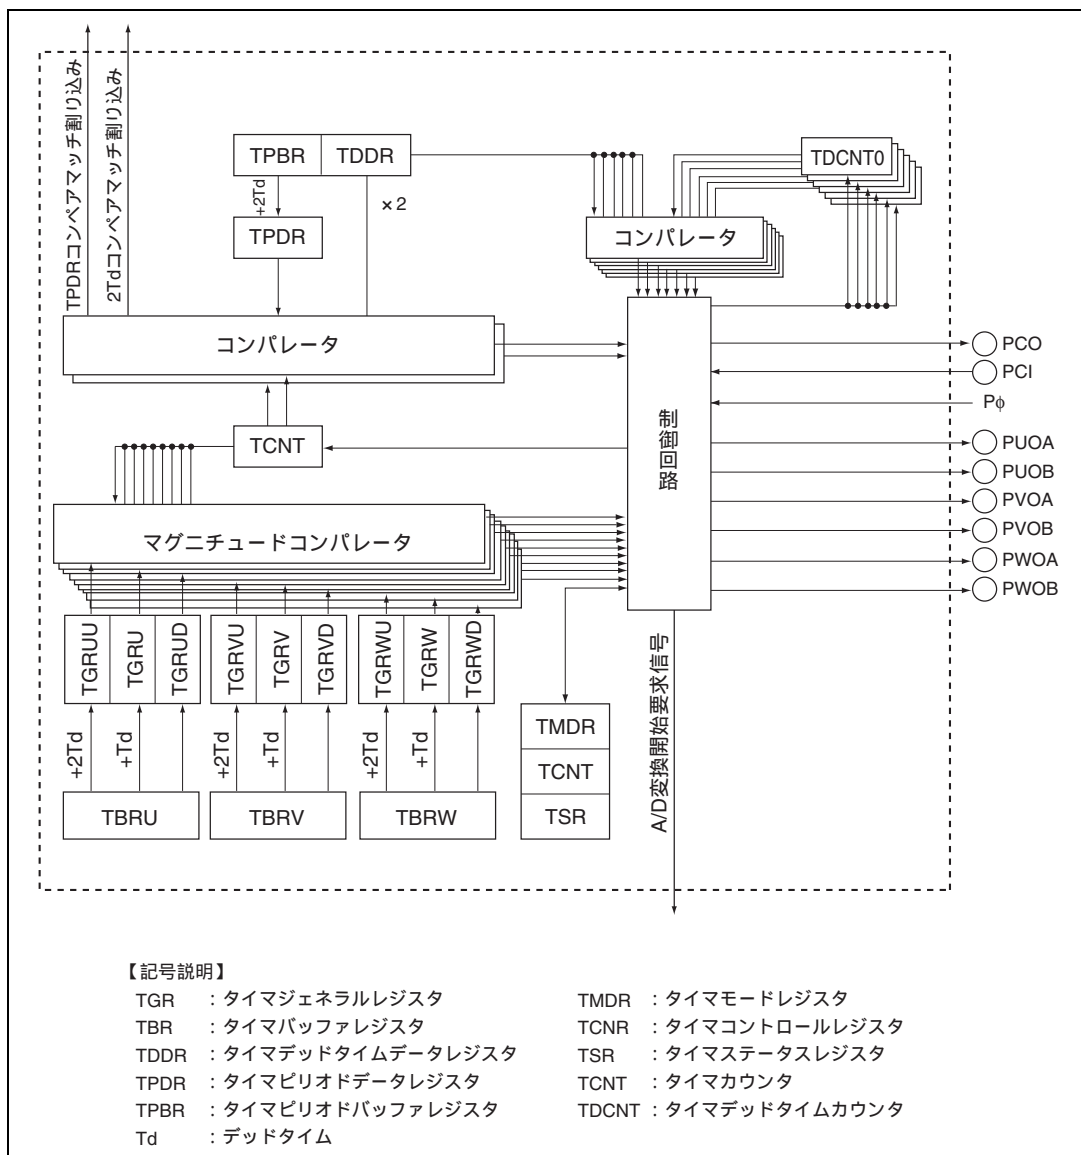 TPDRコンペアマッチ割り込み
2Tdコンペアマッチ割り込み
TPBR
TDDR
TDCNT0
+2Td
×2
TPDR
コンパレータ
コンパレータ
PCO
PCI
Pφ
制御回路
TCNT
PUOA
PUOB
PVOA
PVOB
PWOA
PWOB
マグニチュードコンパレータ
TGRUU
TGRU
TGRUD
TGRVU
TGRV
TGRVD
TGRWU
TGRW
TGRWD
+2Td
+Td
+2Td
+Td
+2Td
+Td
TBRU
TBRV
TBRW
TMDR
TCNT
TSR
A/D変換開始要求信号
【記号説明】
TGR :タイマジェネラルレジスタ
TBR :タイマバッファレジスタ
TDDR :タイマデッドタイムデータレジスタ
TPDR :タイマピリオドデータレジスタ
TPBR :タイマピリオドバッファレジスタ
Td :デッドタイム
TMDR :タイマモードレジスタ
TCNR :タイマコントロールレジスタ
TSR :タイマステータスレジスタ
TCNT :タイマカウンタ
TDCNT :タイマデッドタイムカウンタ